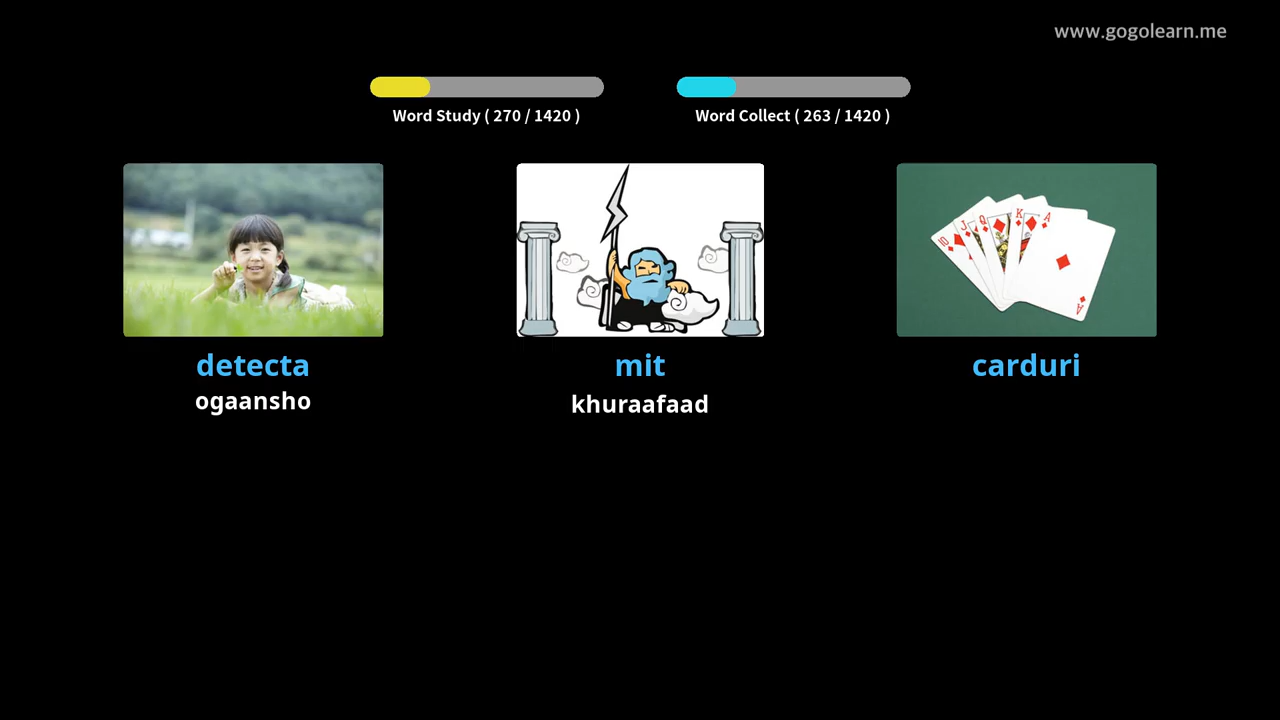 www.gogolearn.me
Word Study ( 270 / 1420 )
Word Collect ( 263 / 1420 )
detecta
ogaansho
mit
khuraafaad
carduri